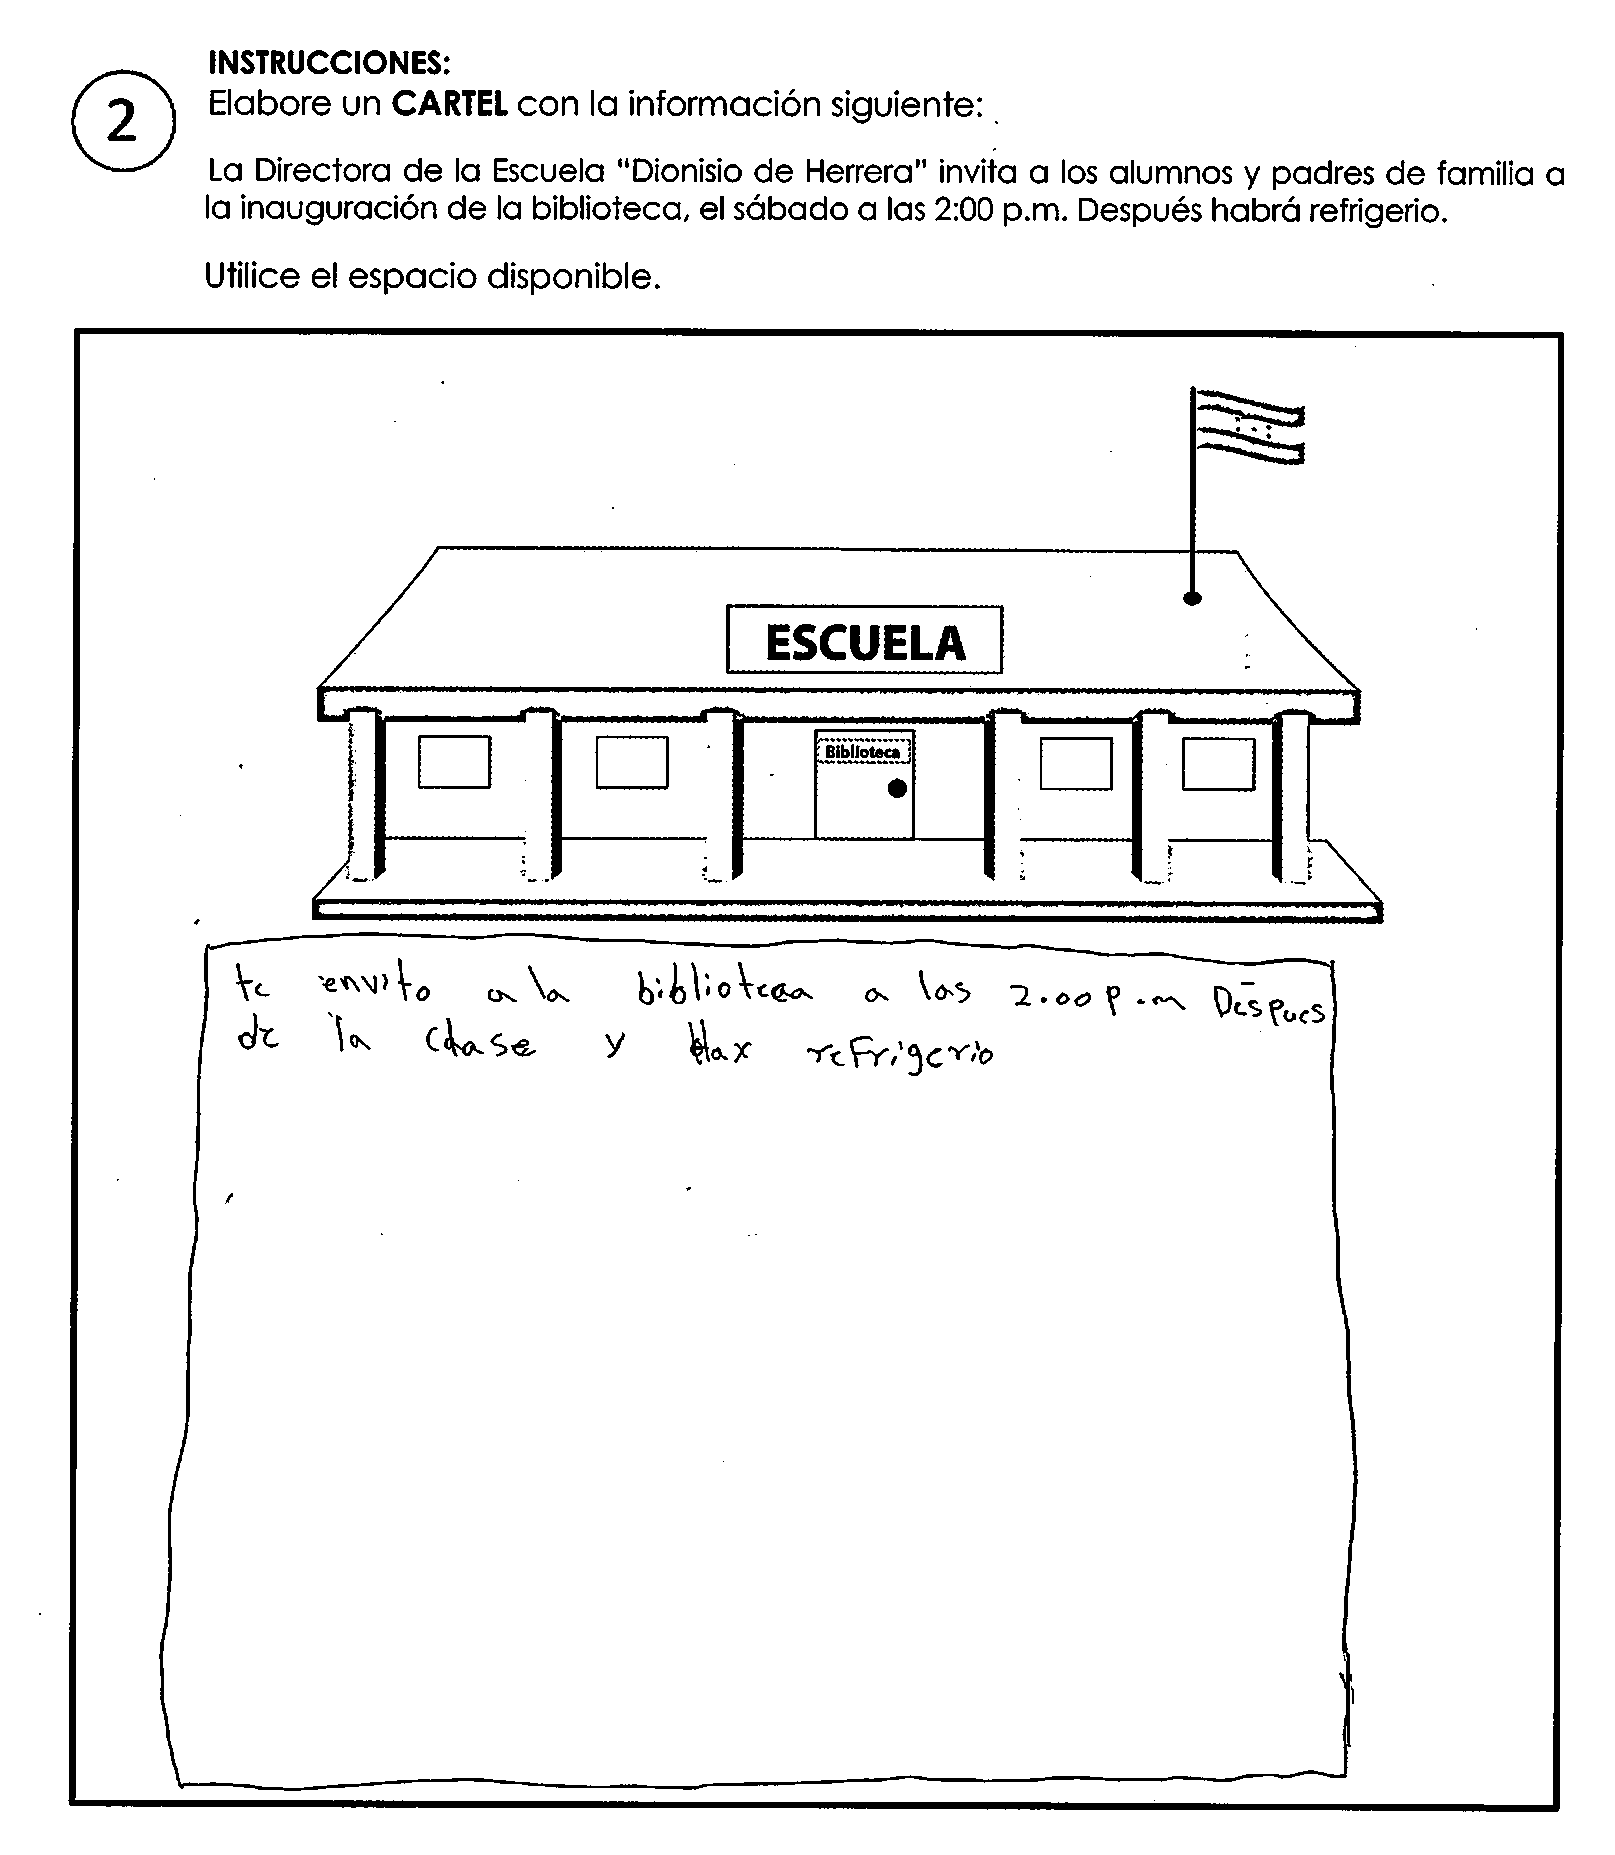 INSTRUCCIONES:
2
Elabore un CARTEL con la información siguiente:
La Directora de la Escuela "Dionisio de Herrera" invita a los alumnos y padres de familia a
la inauguración de la biblioteca, el sábado a las 2:00 p.m. Después habrá refrigerio.
Utilice el espacio disponible.
ESCUELA
Biblioteca
te envito a la biblioteca a las 2.00 p.m Despues
de la clase y Hax refrigerio